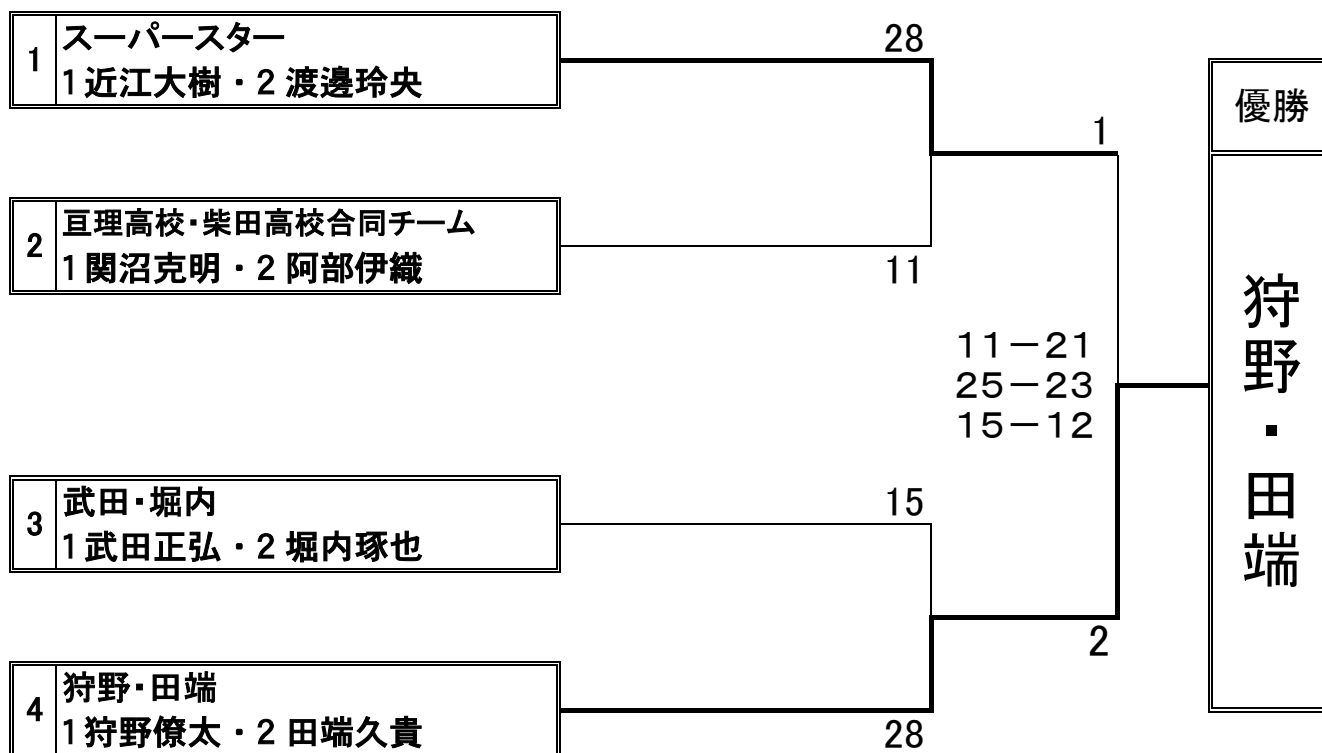 1
スーパースター
1近江大樹・2 渡邊玲央
28
2
亘理高校・柴田高校合同チーム
1関沼克明・2 阿部伊織
11
1
11－21
25－23
15－12
3
武田・堀内
1武田正弘・2 堀内琢也
15
4
狩野・田端
1狩野僚太・2 田端久貴
28
2
優勝
狩野・田端